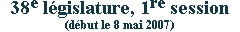 38e législature, 1re session
(début le 8 mai 2007)